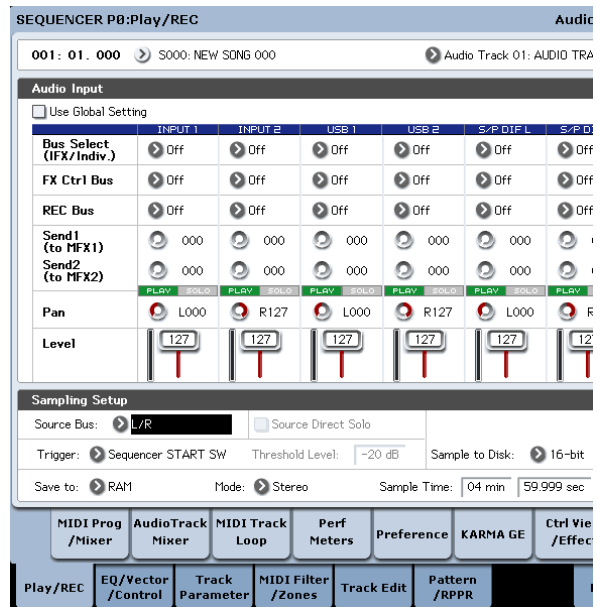 SEQUENCER P0:Play/REC Audio
001: 01. 000 S000: NEW SONG 000 Audio Track 01: AUDIO TRA
Audio Input
Use Global Setting
INPUT 1 INPUT 2 USB 1 USB 2 S/P DIF L S/P D
Bus Select
(IFX/Indiv.) Off Off Off Off Off Off
FX Ctrl Bus Off Off Off Off Off Off
REC Bus Off Off Off Off Off Off
Send1
(to MFX1) 000 000 000 000 000
Send2
(to MFX2) 000 000 000 000 000
PLAY SOLO PLAY SOLO PLAY SOLO PLAY SOLO PLAY SOLO PLAY
Pan L000 R127 L000 R127 L000 R
Level 127 127 127 127 127 12
Sampling Setup
Source Bus: L/R Source Direct Solo
Trigger: Sequencer START SW Threshold Level: -20 dB Sample to Disk: 16-bit
Save to: RAM Mode: Stereo Sample Time: 04 min 59.999 sec
MIDI Prog
/Mixer AudioTrack
Mixer MIDI Track
Loop Perf
Meters Preference KARMA GE Ctrl Vie
/Effec
Play/REC EQ/Vector
/Control Track
Parameter MIDI Filter
/Zones Track Edit Pattern
/RPPR